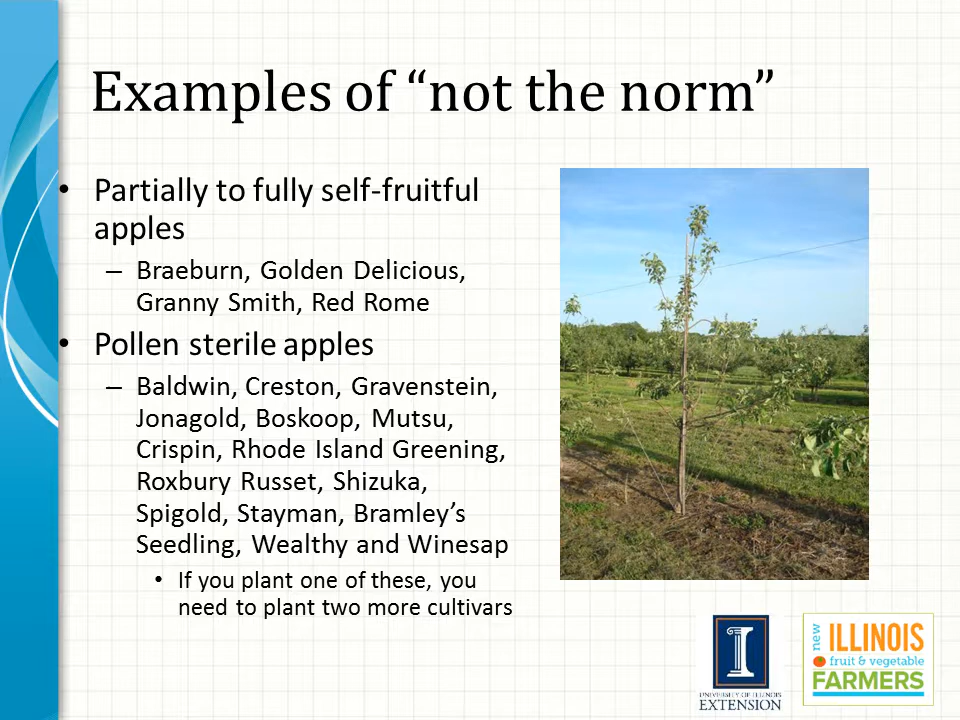 Examples of “not the norm”
• Partially to fully self-fruitful
apples
– Braeburn, Golden Delicious,
Granny Smith, Red Rome
• Pollen sterile apples
– Baldwin, Creston, Gravenstein,
Jonagold, Boskoop, Mutsu,
Crispin, Rhode Island Greening,
Roxbury Russet, Shizuka,
Spigold, Stayman, Bramley’s
Seedling, Wealthy and Winesap
• If you plant one of these, you
need to plant two more cultivars
I
UNIVERSITY OF ILLINOIS
EXTENSION
new
ILLINOIS
fruit & vegetable
FARMERS